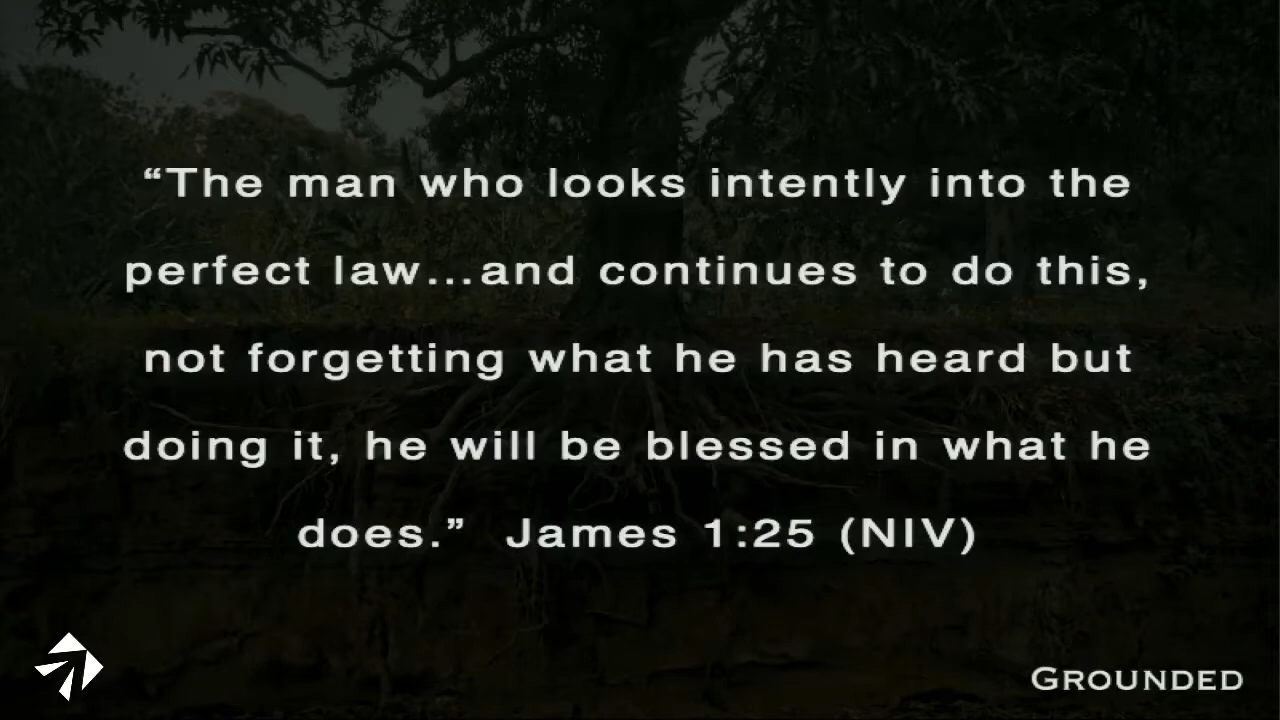 “The man who looks intently into the
perfect law...and continues to do this,
not forgetting what he has heard but
doing it, he will be blessed in what he
does.”  James 1:25 (NIV)
Grounded